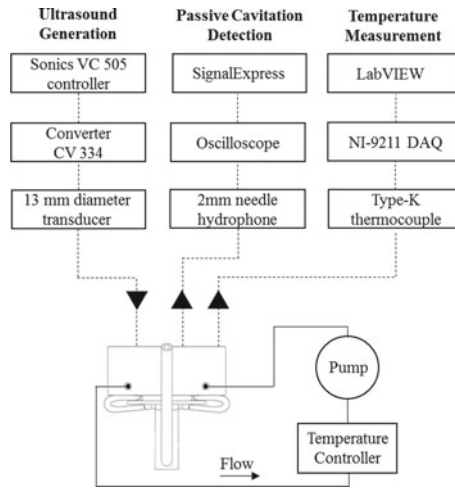 Ultrasound
Generation
Sonics VC 505
controller
Converter
CV 334
13 mm diameter
transducer
Passive Cavitation
Detection
SignalExpress
Oscilloscope
2mm needle
hydrophone
Temperature
Measurement
LabVIEW
NI-9211 DAQ
Type-K
thermocouple
Pump
Temperature
Controller
Flow